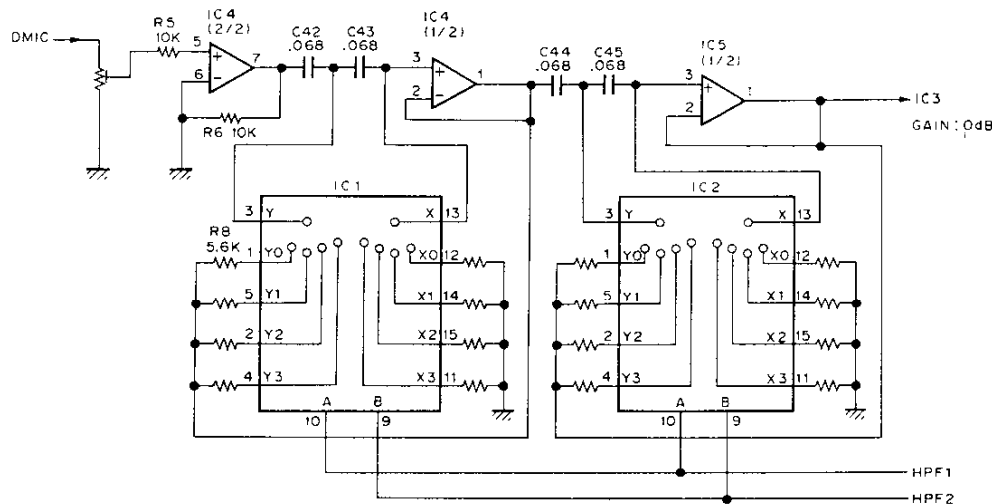 DMIC
R5
10K
IC4
(2/2)
5
6
7
+
−
R6 10K
C42
.068
C43
.068
IC4
(1/2)
3
2
1
+
−
C44
.068
C45
.068
IC5
(1/2)
3
2
1
+
−
IC3
GAIN : 0dB
IC1
3 Y X 13
R8
5.6K
1 Y0 X0 12
5 Y1 X1 14
2 Y2 X2 15
4 Y3 X3 11
A B
10 9
IC2
3 Y X 13
1 Y0 X0 12
5 Y1 X1 14
2 Y2 X2 15
4 Y3 X3 11
A B
10 9
HPF1
HPF2